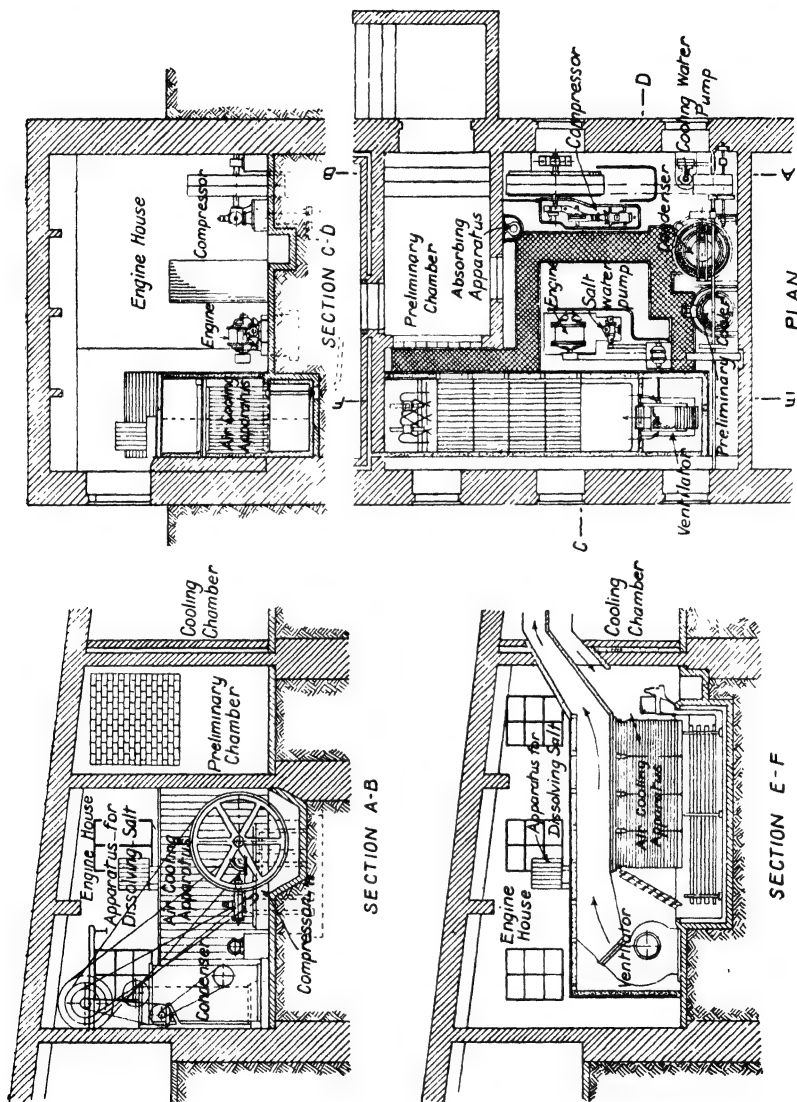 Engine House
Apparatus for
Dissolving Salt
Air Cooling
Apparatus
Condenser
Compressor
Preliminary
Chamber
Cooling
Chamber
SECTION A-B
Engine House
Engine
Compressor
Air Cooling
Apparatus
SECTION C-D
Engine
House
Apparatus for
Dissolving Salt
Ventilator
Air Cooling
Apparatus
Cooling
Chamber
SECTION E-F
F
B
Preliminary
Chamber
Absorbing
Apparatus
Engine
Salt
water
pump
Compressor
Condenser
C
D
Cooling Water
Pump
Ventilator
Preliminary Cooler
E
A
PLAN